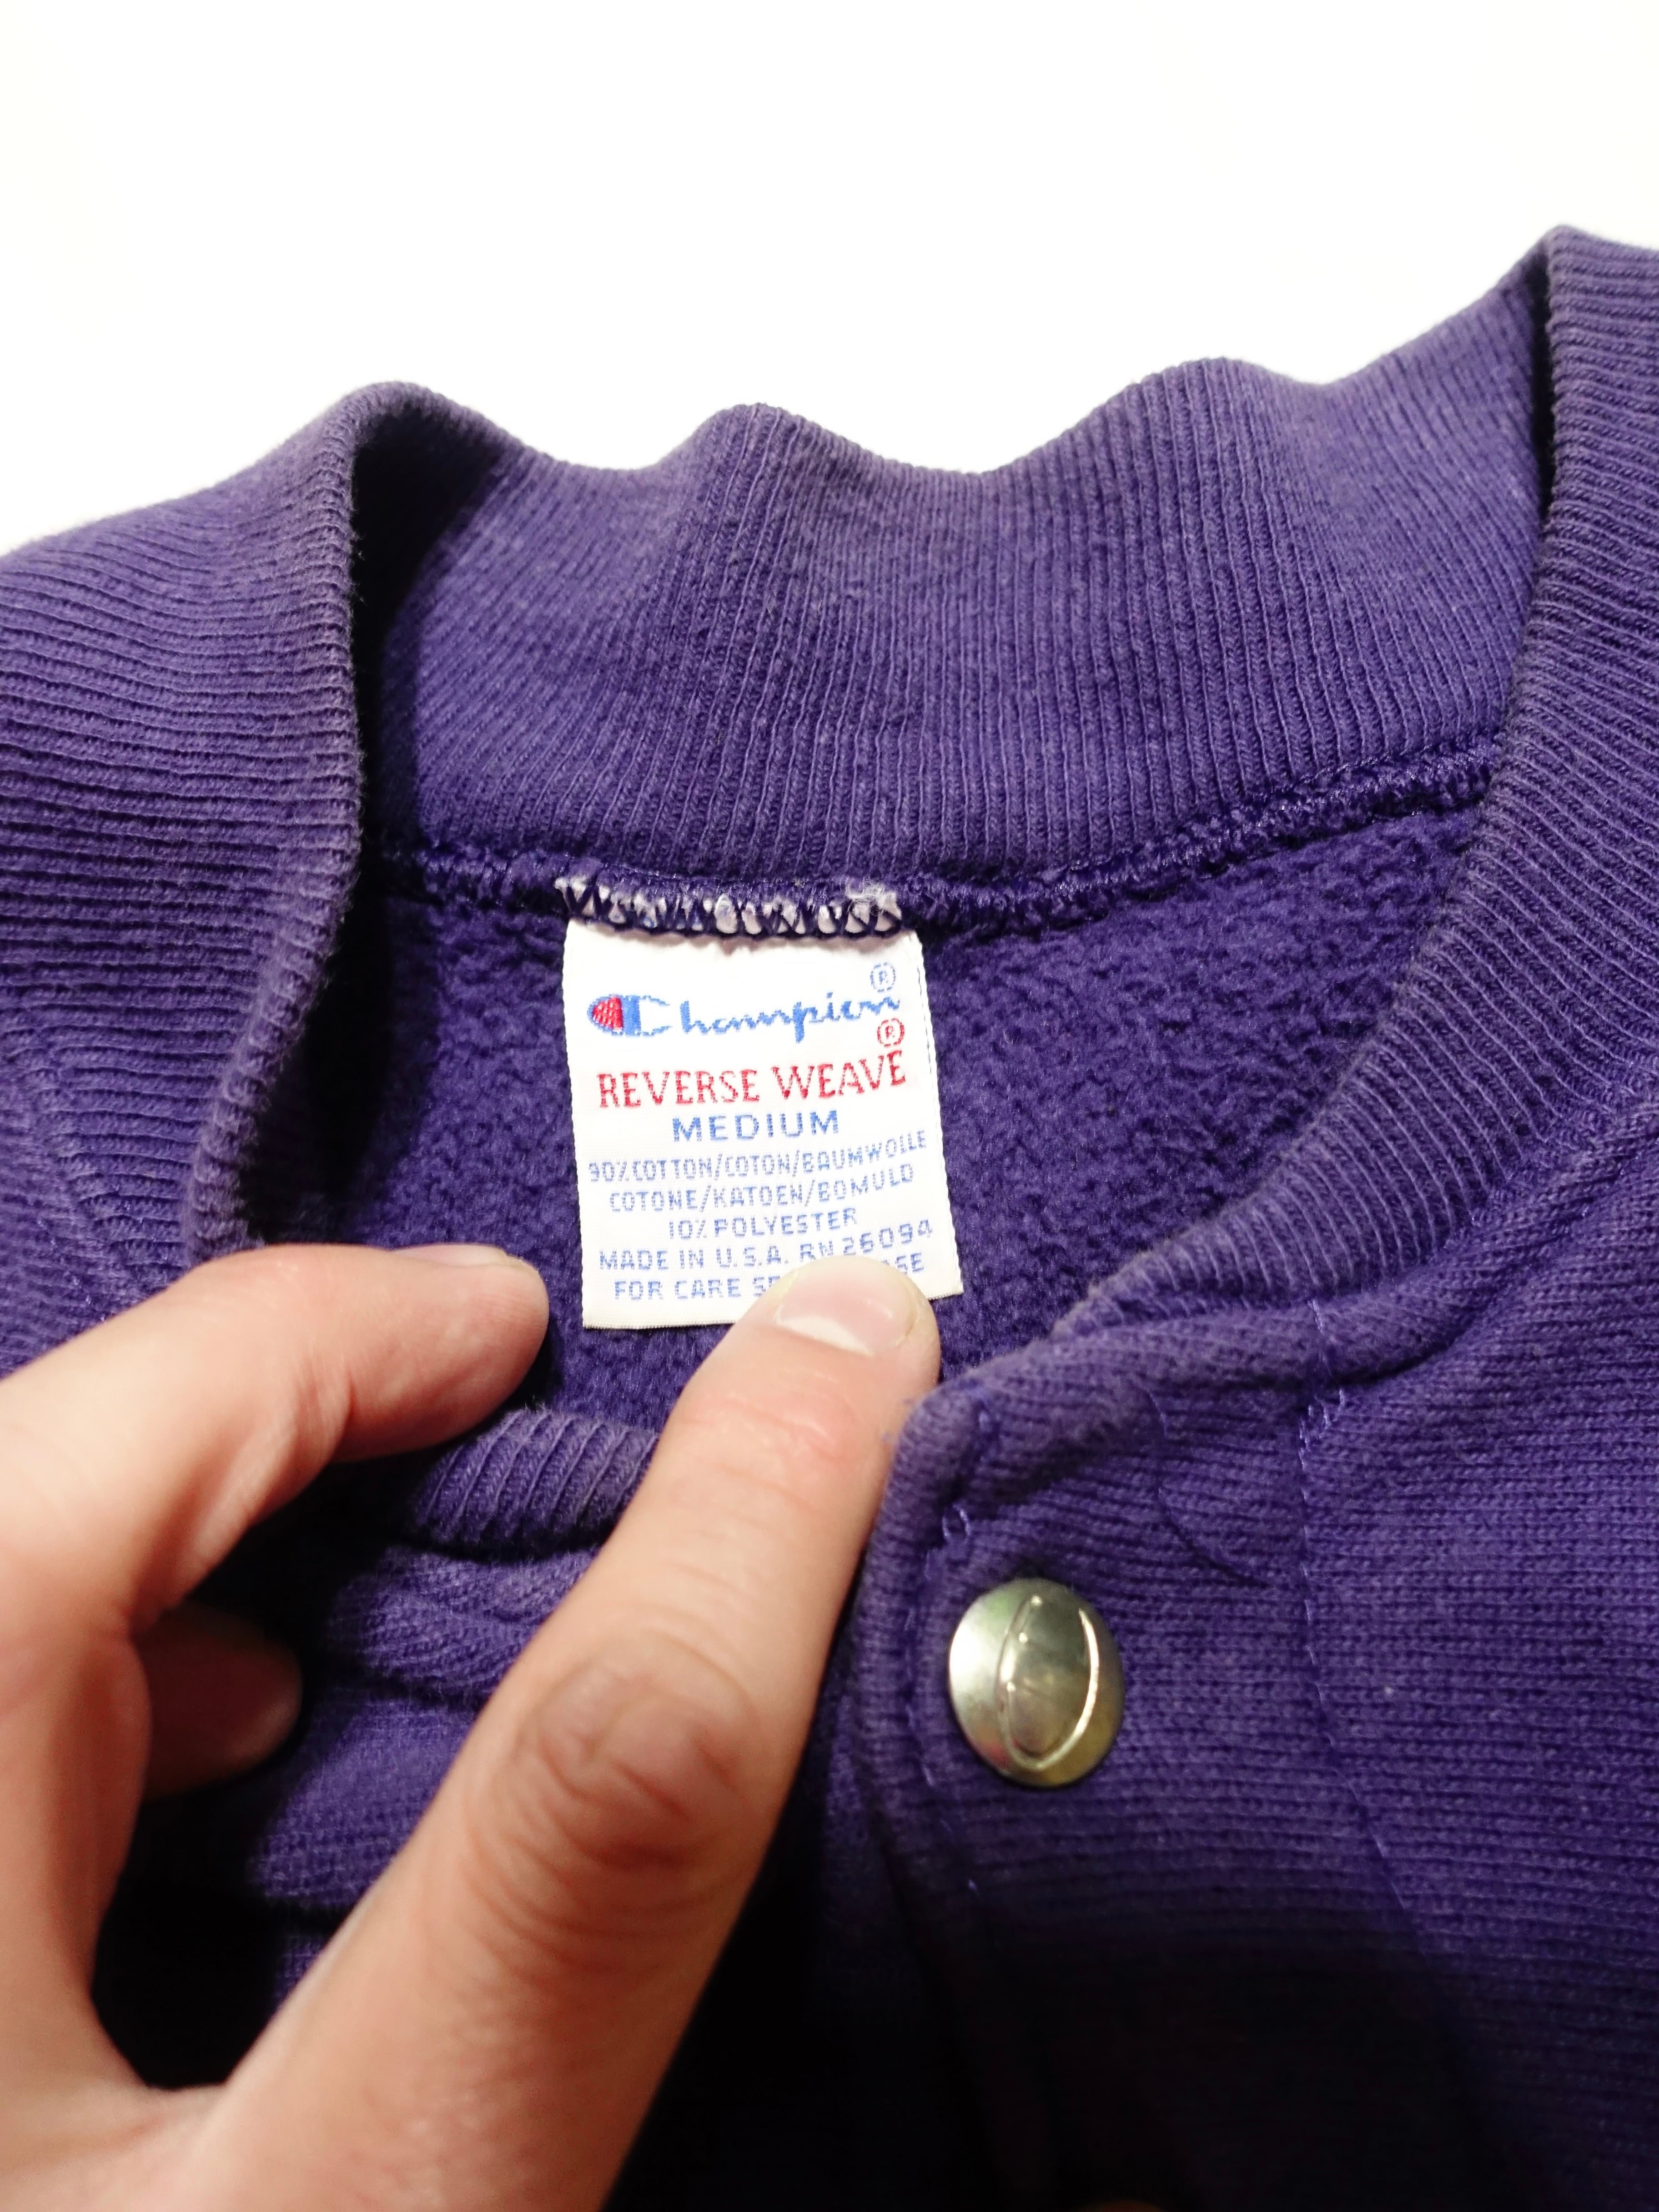 Champion®
REVERSE WEAVE®
MEDIUM
90% COTTON/COTON/BAUMWOLLE
COTONE/KATOEN/BOMULD
10% POLYESTER
MADE IN U.S.A. RN 26094
FOR CARE